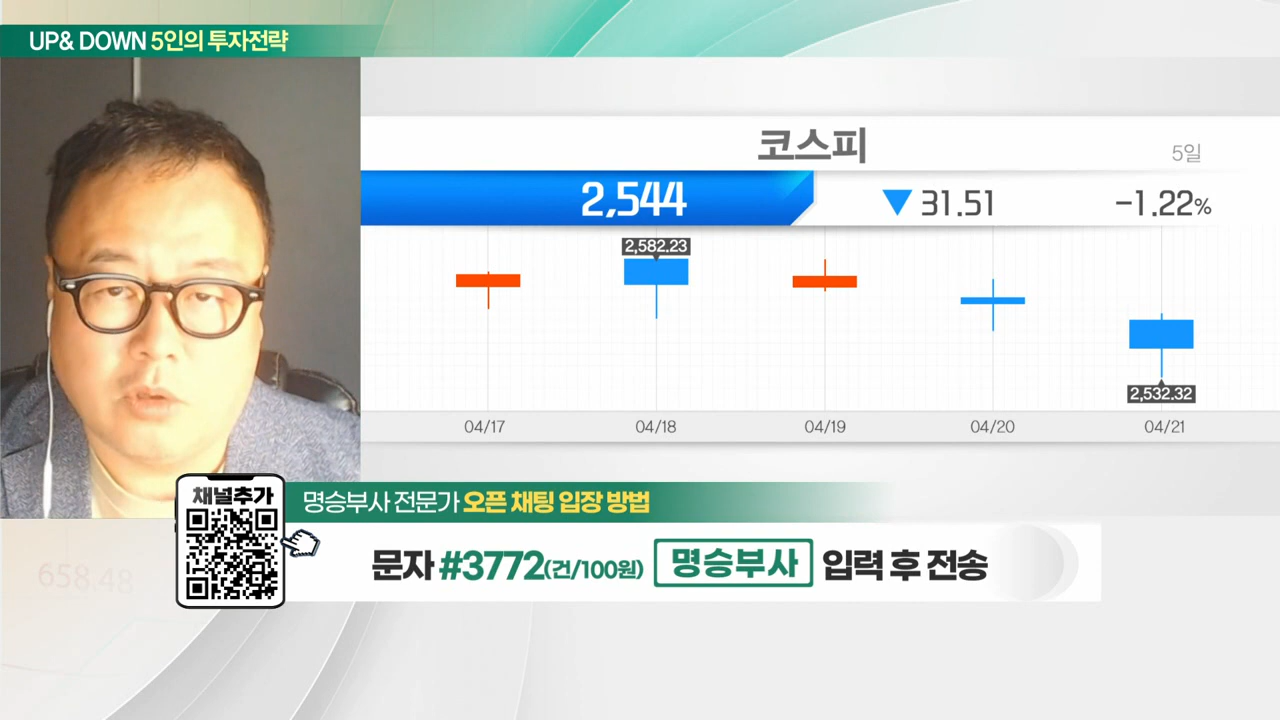 UP& DOWN 5인의 투자전략
코스피
5일
2,544 ▼ 31.51 -1.22%
2,582.23
2,532.32
04/17 04/18 04/19 04/20 04/21
채널추가
명승부사 전문가 오픈 채팅 입장 방법
문자 #3772(건/100원) 명승부사 입력 후 전송
658.48